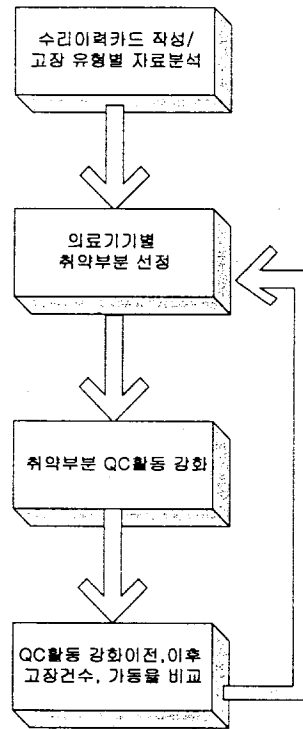 수리이력카드 작성/
고장 유형별 자료분석
의료기기별
취약부분 선정
취약부분 QC활동 강화
QC활동 강화이전,이후
고장건수, 가동율 비교